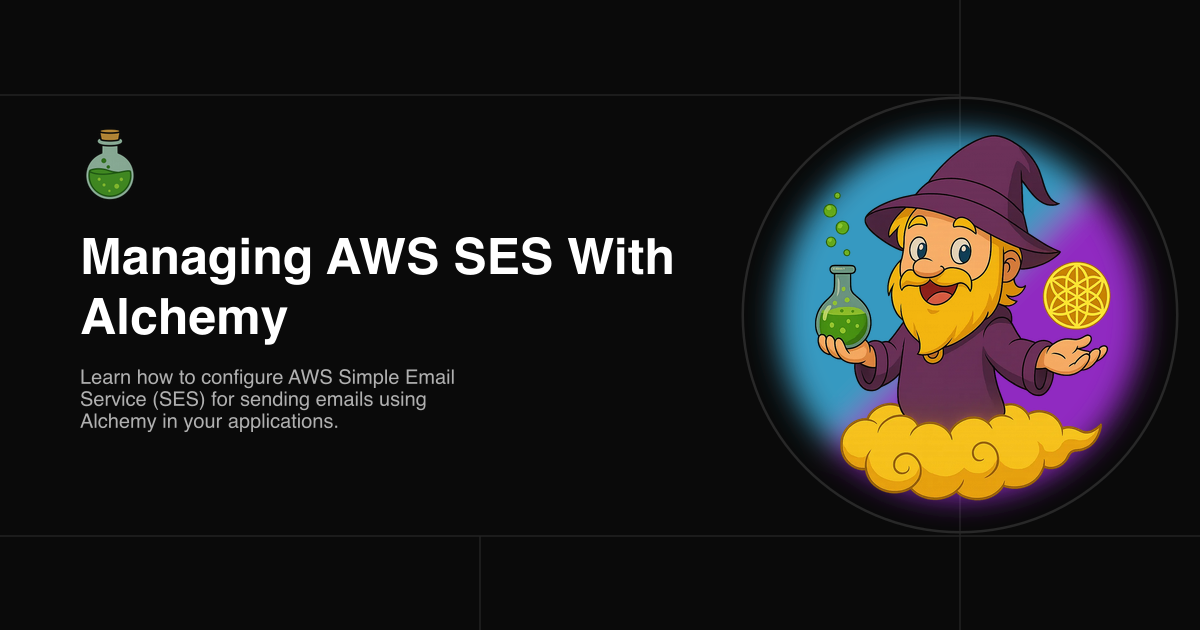 Managing AWS SES With
Alchemy
Learn how to configure AWS Simple Email
Service (SES) for sending emails using
Alchemy in your applications.